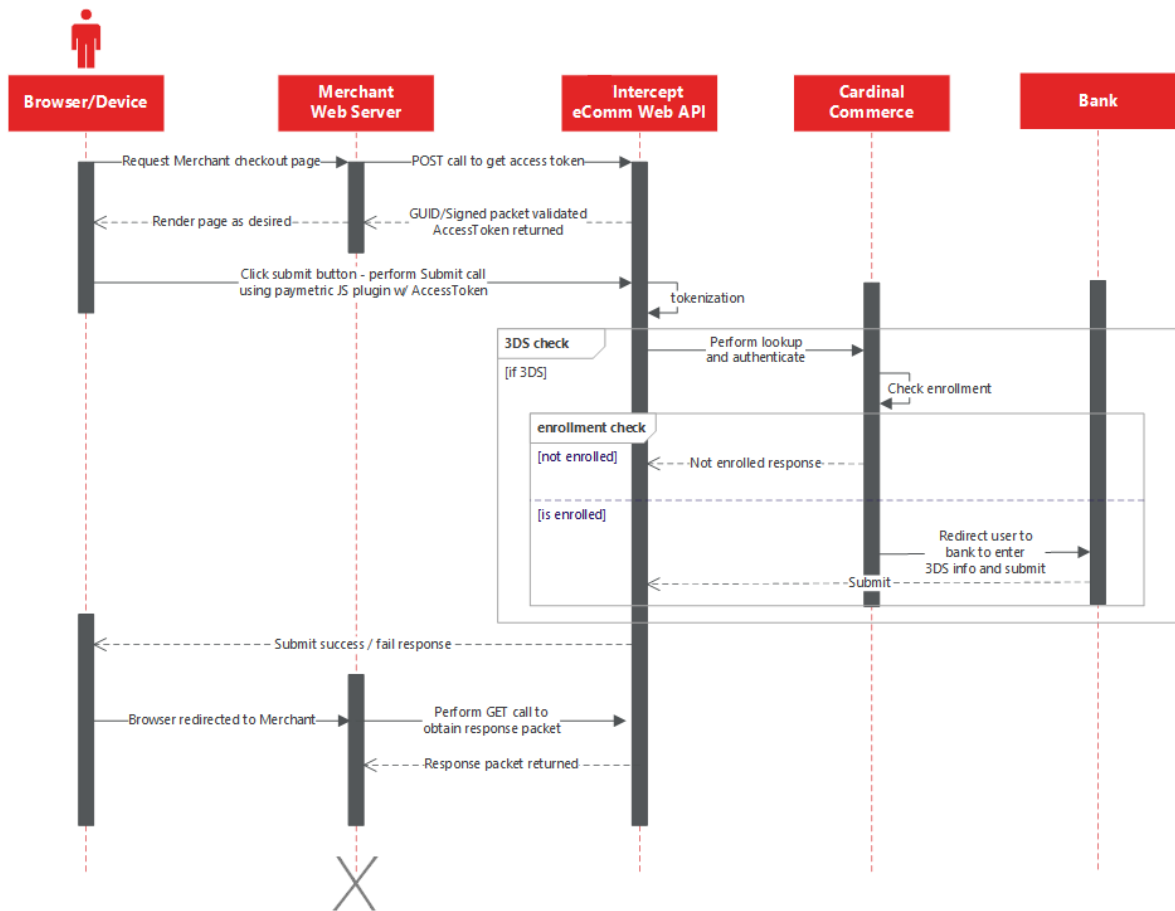 Browser/Device
Merchant
Web Server
Intercept
eComm Web API
Cardinal
Commerce
Bank
Request Merchant checkout page
POST call to get access token
Render page as desired
GUID/Signed packet validated
AccessToken returned
Click submit button - perform Submit call
using paymetric JS plugin w/ AccessToken
tokenization
3DS check
[if 3DS]
Perform lookup
and authenticate
Check enrollment
enrollment check
[not enrolled]
Not enrolled response
[is enrolled]
Redirect user to
bank to enter
3DS info and submit
Submit
Submit success / fail response
Browser redirected to Merchant
Perform GET call to
obtain response packet
Response packet returned